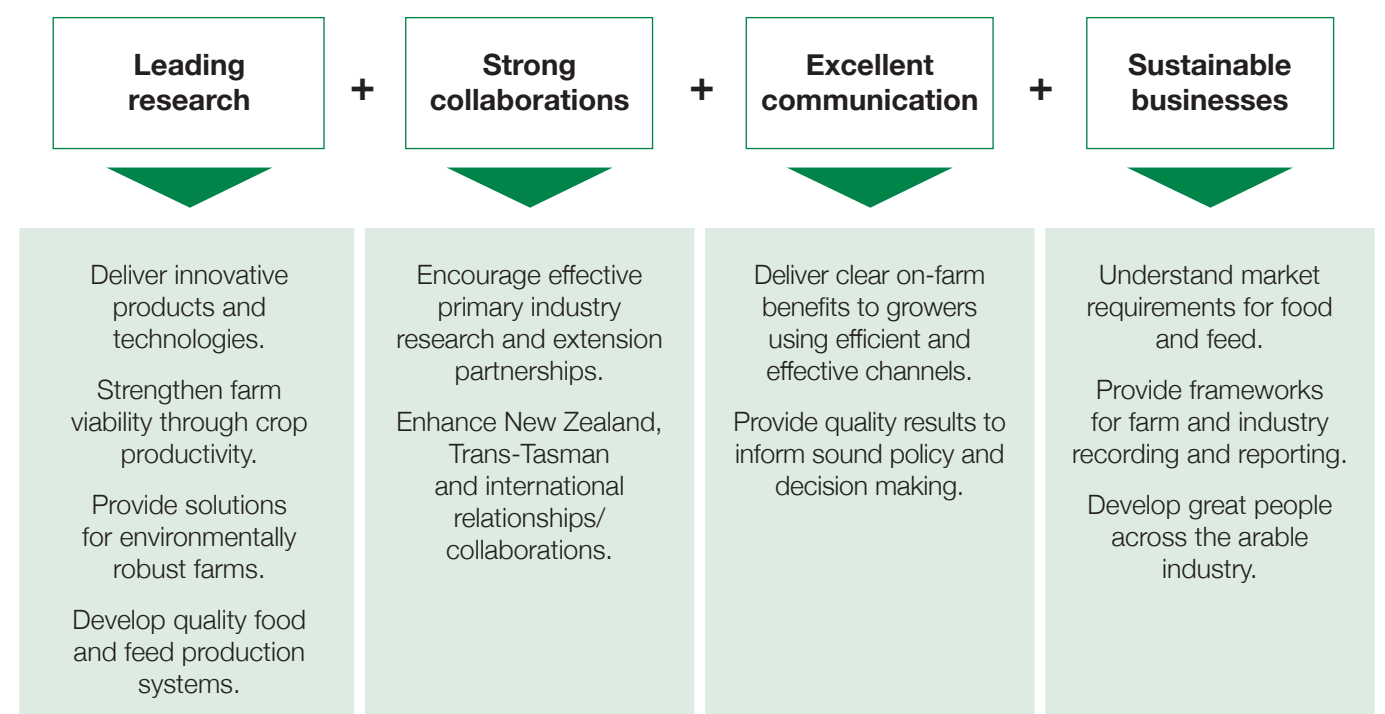 Leading
research
+
Strong
collaborations
+
Excellent
communication
+
Sustainable
businesses
Deliver innovative
products and
technologies.
Strengthen farm
viability through crop
productivity.
Provide solutions
for environmentally
robust farms.
Develop quality food
and feed production
systems.
Encourage effective
primary industry
research and extension
partnerships.
Enhance New Zealand,
Trans-Tasman
and international
relationships/
collaborations.
Deliver clear on-farm
benefits to growers
using efficient and
effective channels.
Provide quality results to
inform sound policy and
decision making.
Understand market
requirements for food
and feed.
Provide frameworks
for farm and industry
recording and reporting.
Develop great people
across the arable
industry.